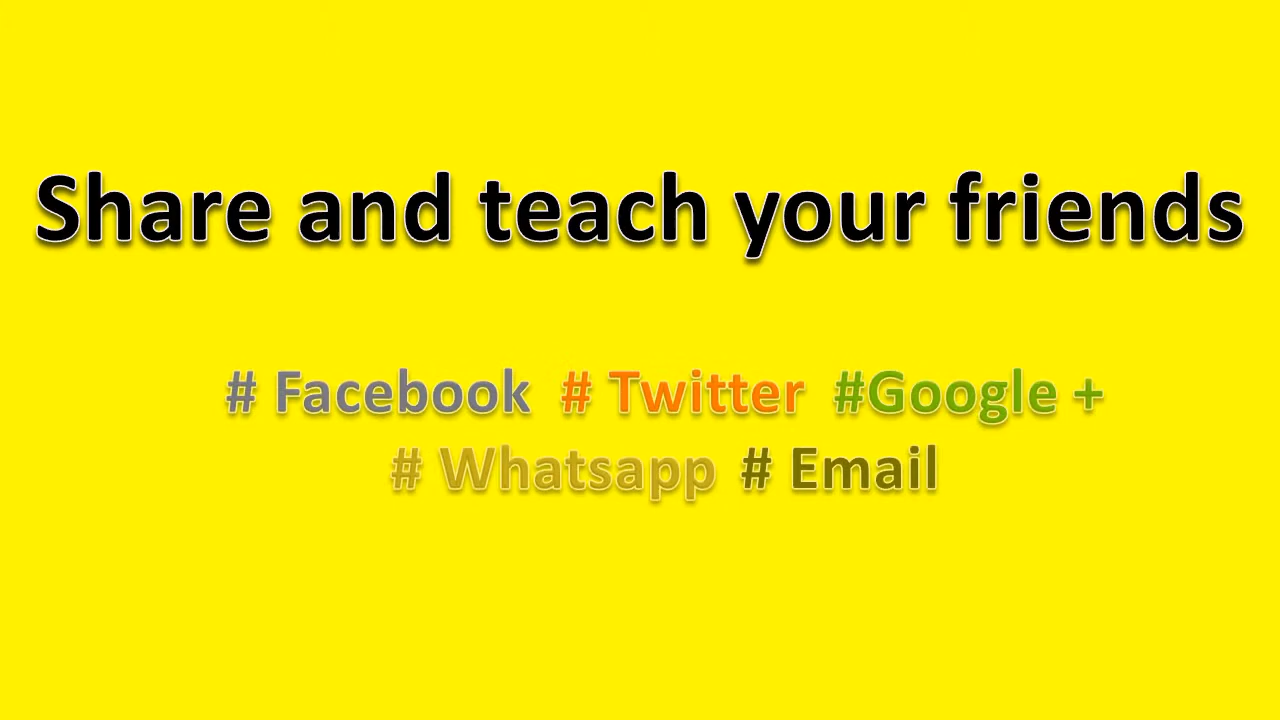 Share and teach your friends
# Facebook # Twitter #Google +
# Whatsapp # Email